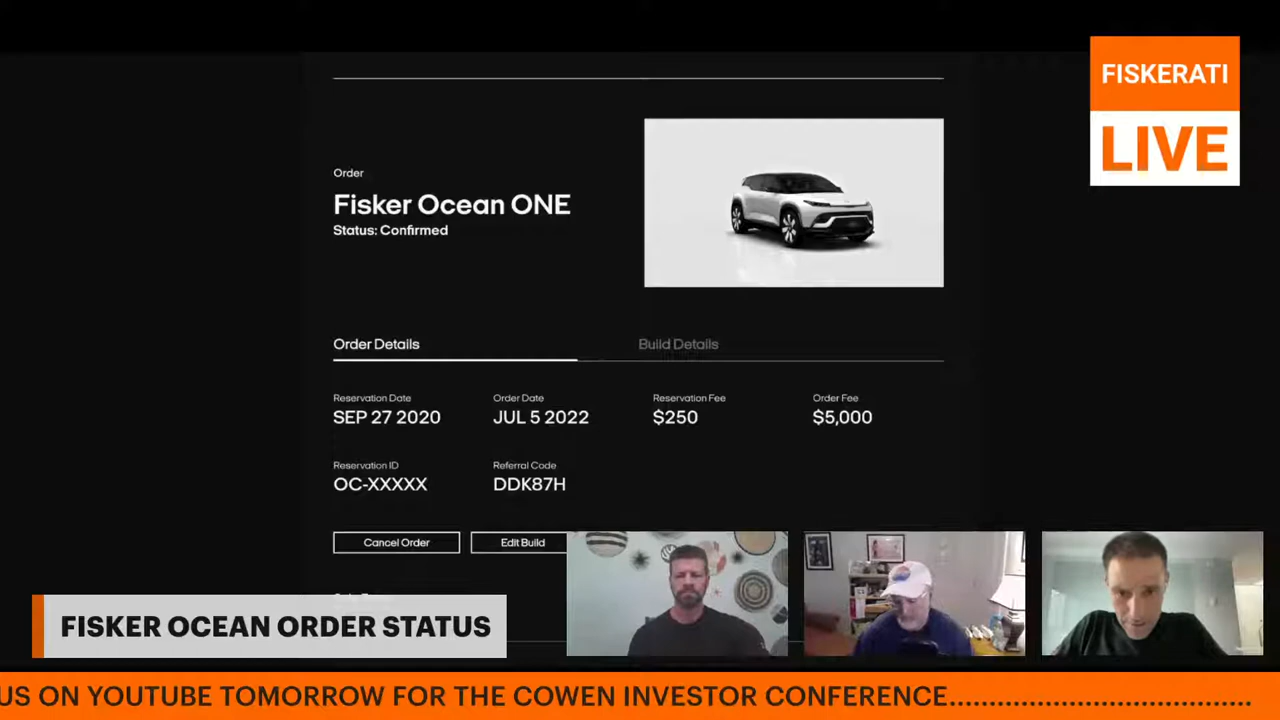 FISKERATI
LIVE
Order
Fisker Ocean ONE
Status: Confirmed
Order Details
Build Details
Reservation Date
SEP 27 2020
Order Date
JUL 5 2022
Reservation Fee
$250
Order Fee
$5,000
Reservation ID
OC-XXXXX
Referral Code
DDK87H
Cancel Order
Edit Build
FISKER OCEAN ORDER STATUS
US ON YOUTUBE TOMORROW FOR THE COWEN INVESTOR CONFERENCE......................................